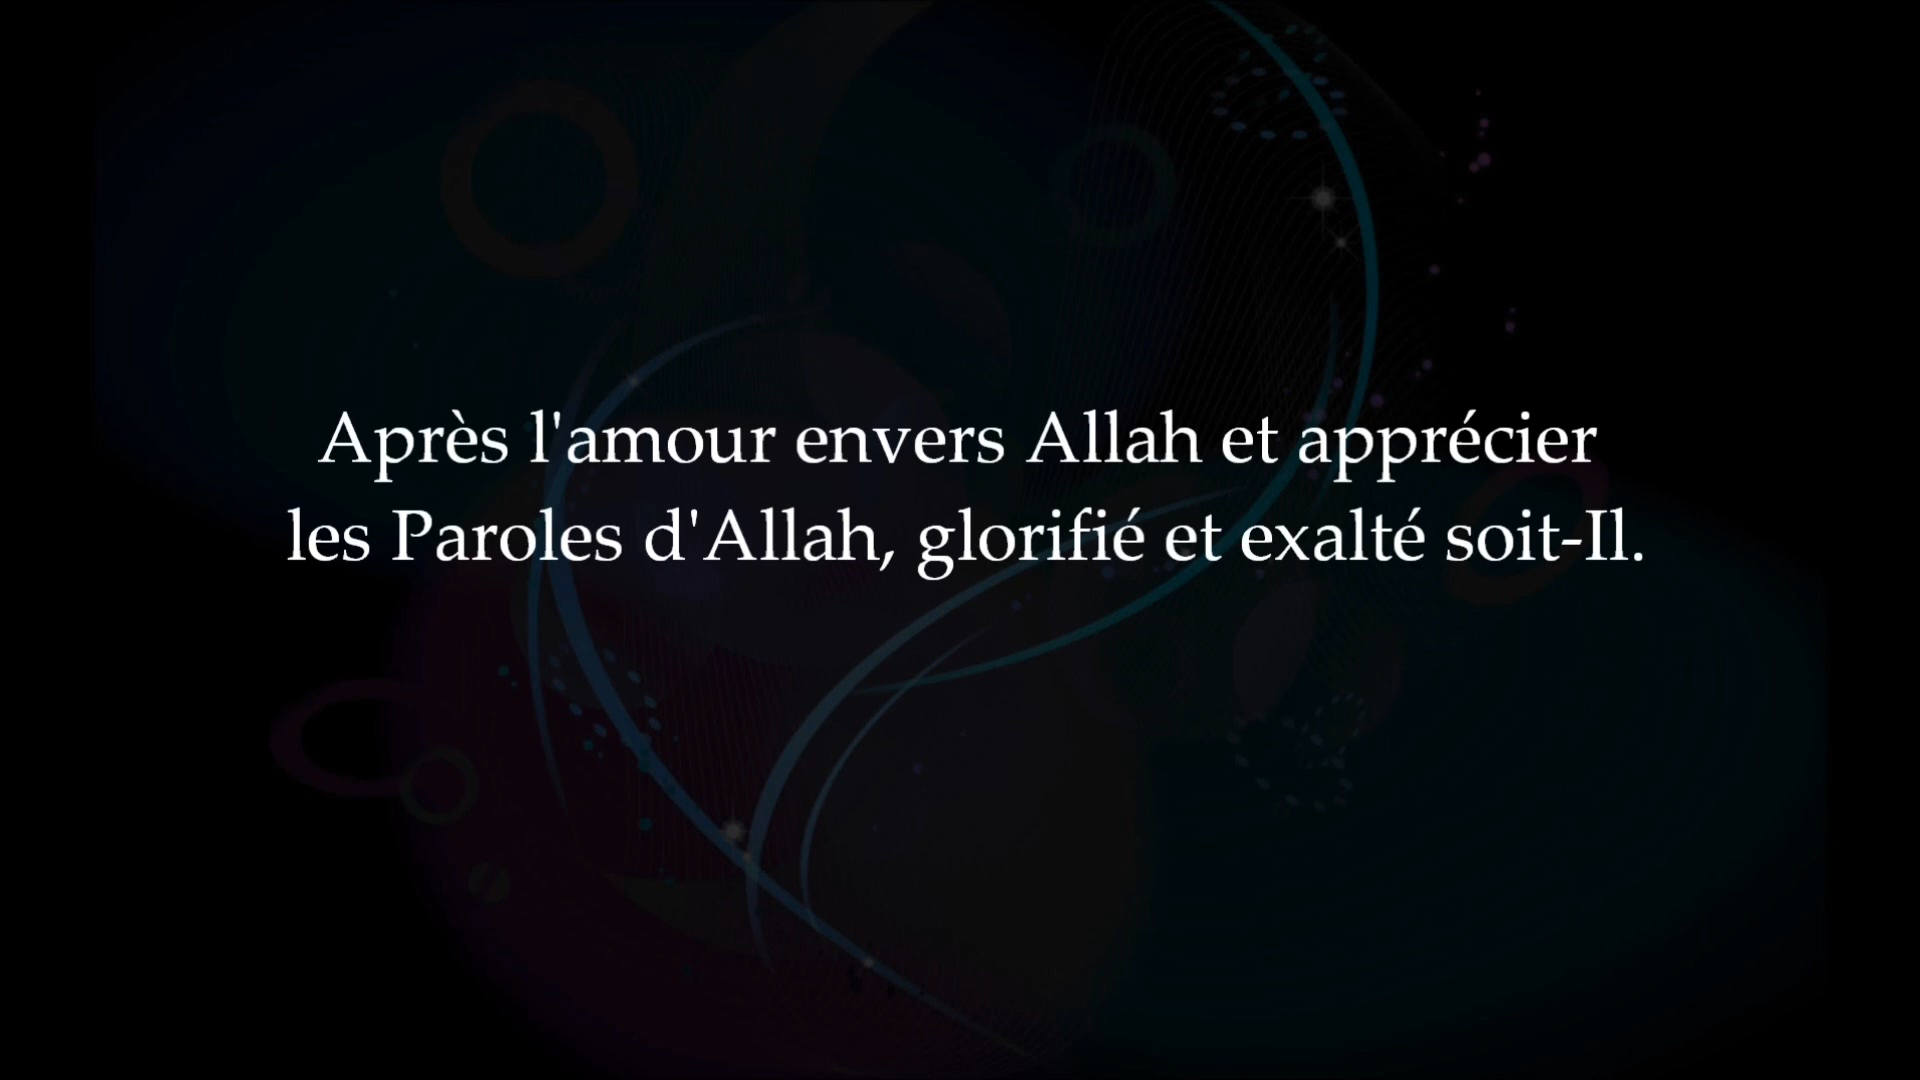 Après l'amour envers Allah et apprécier
les Paroles d'Allah, glorifié et exalté soit-Il.